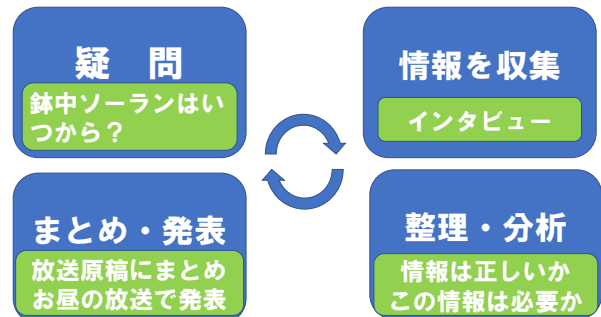 疑　問
鉢中ソーランはい
つから？
情報を収集
インタビュー
まとめ・発表
放送原稿にまとめ
お昼の放送で発表
整理・分析
情報は正しいか
この情報は必要か